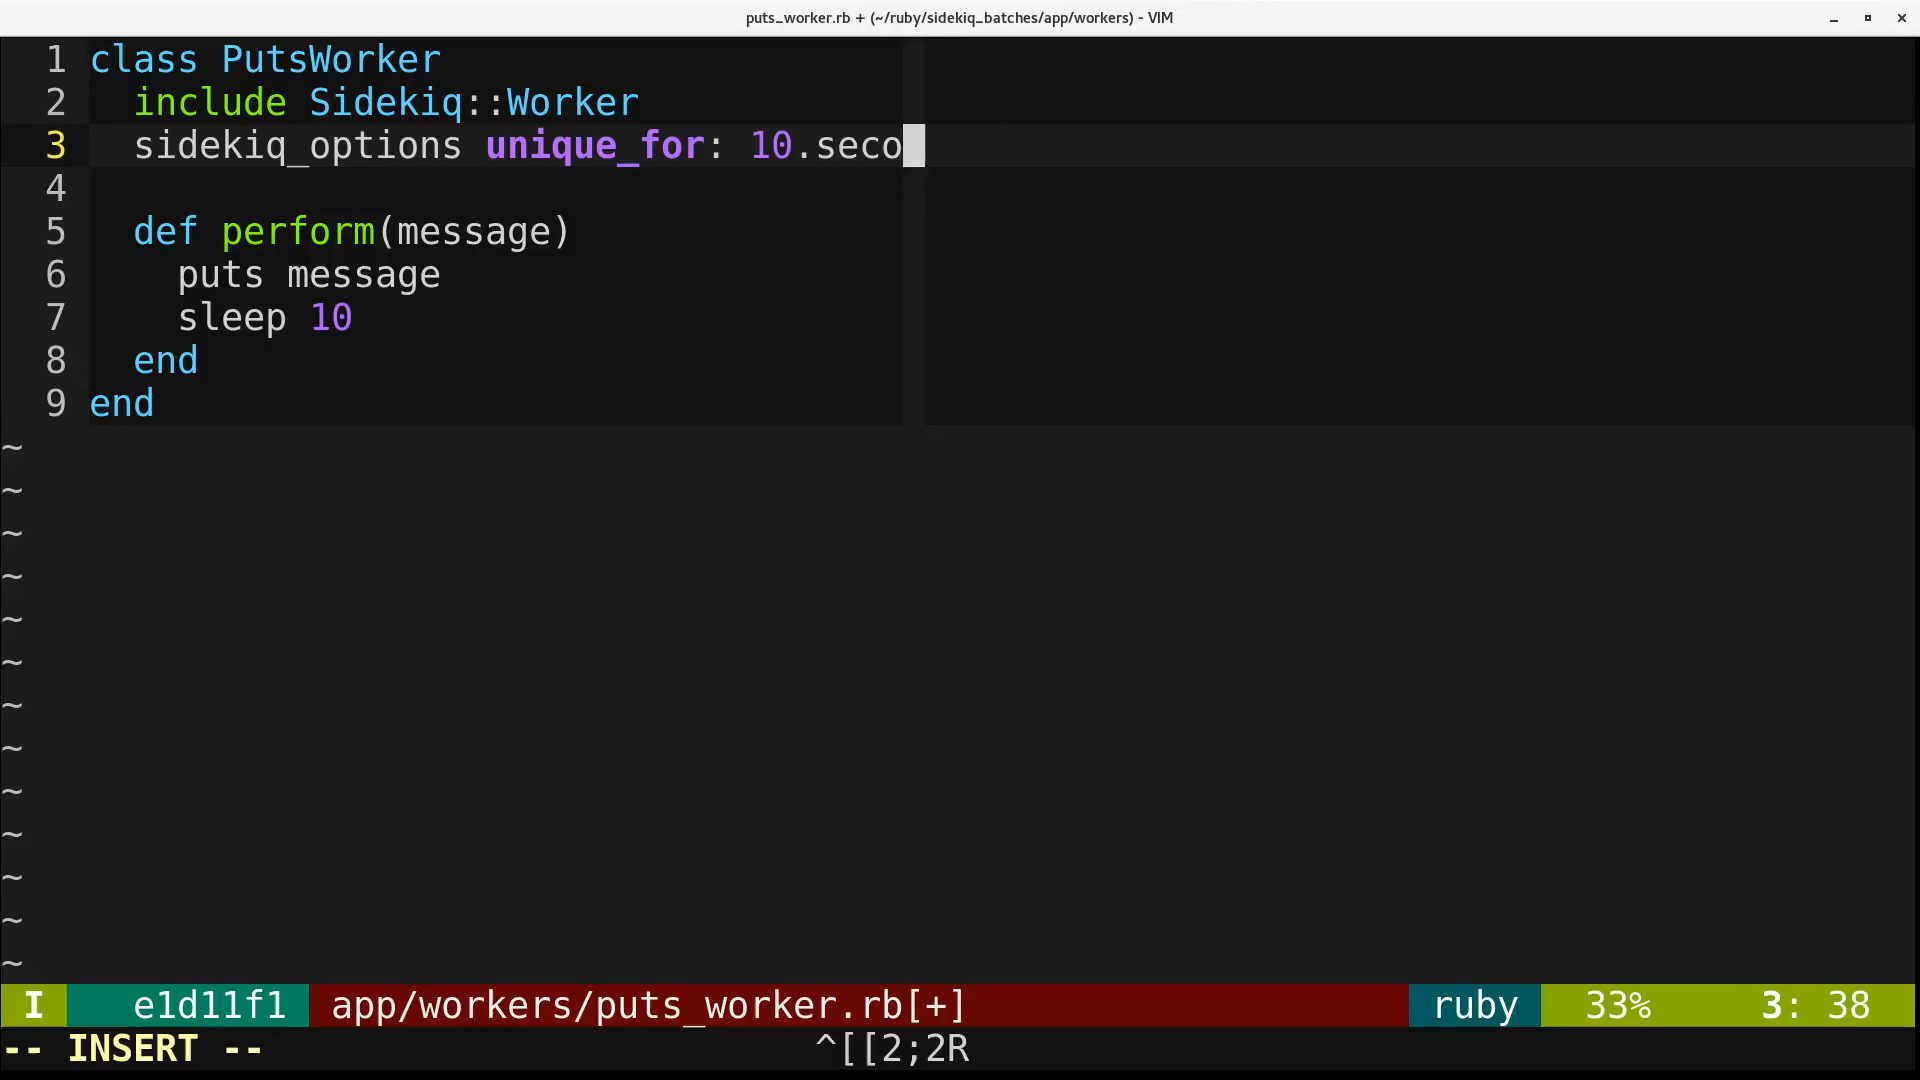 puts_worker.rb + (~/ruby/sidekiq_batches/app/workers) - VIM
1 class PutsWorker
2   include Sidekiq::Worker
3   sidekiq_options unique_for: 10.seco
4
5   def perform(message)
6     puts message
7     sleep 10
8   end
9 end
~
~
~
~
~
~
~
~
~
~
~
~
~
I e1d11f1 app/workers/puts_worker.rb[+] ruby 33% 3: 38
-- INSERT -- ^[[2;2R